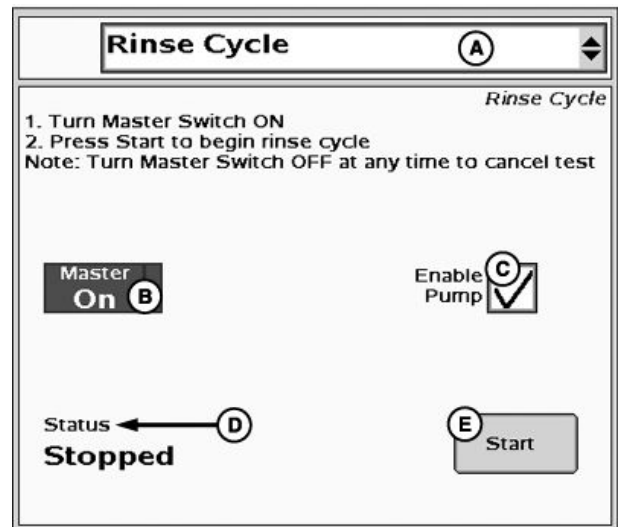 Rinse Cycle
A
Rinse Cycle
1. Turn Master Switch ON
2. Press Start to begin rinse cycle
Note: Turn Master Switch OFF at any time to cancel test
Master
On
B
Enable
Pump
C
Status
D
Stopped
E
Start